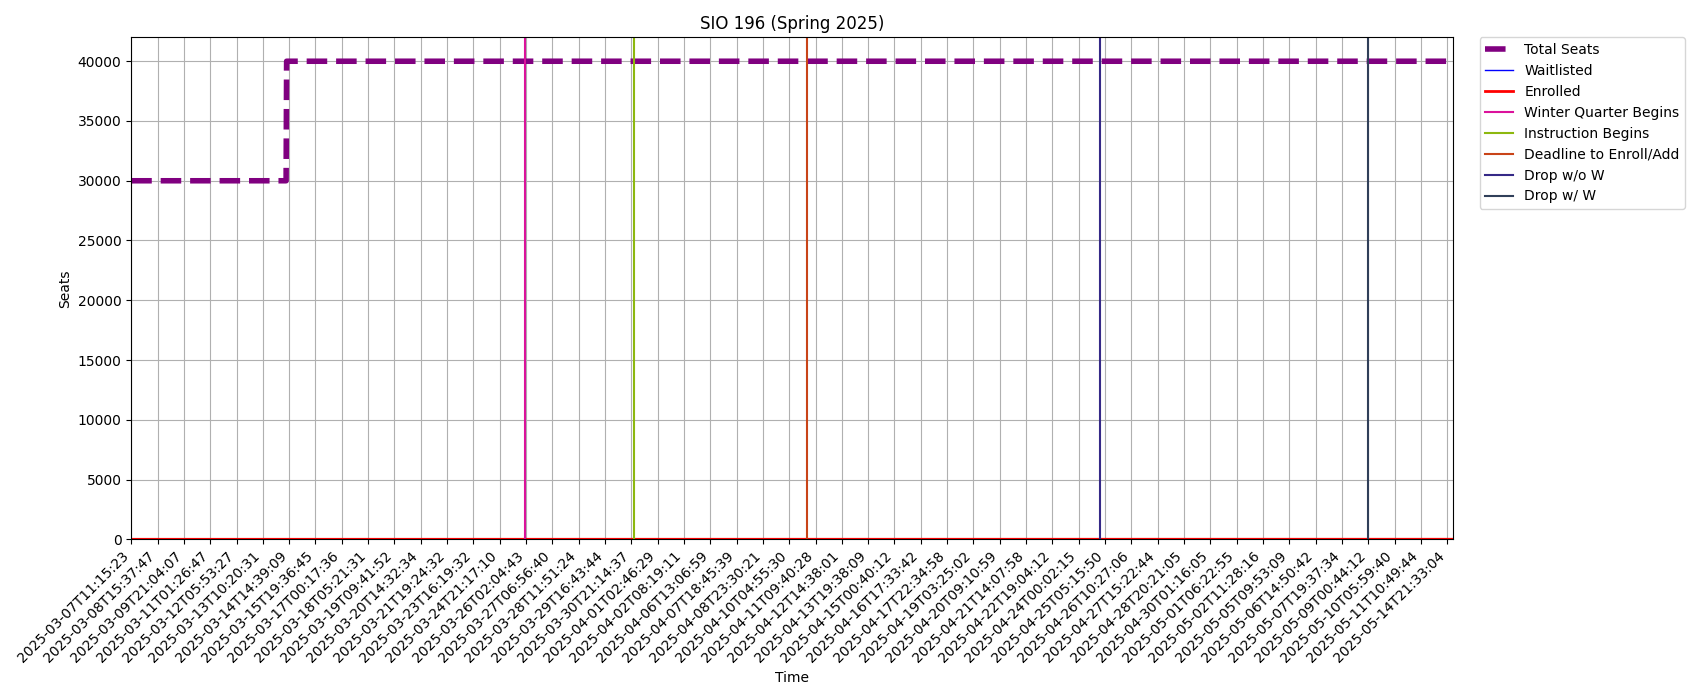 SIO 196 (Spring 2025)
40000
35000
30000
25000
20000
15000
10000
5000
0
Seats
2025-03-07T11:15:23
2025-03-08T15:37:47
2025-03-09T21:04:07
2025-03-11T01:26:47
2025-03-12T05:53:27
2025-03-13T10:20:31
2025-03-14T14:39:09
2025-03-15T19:36:45
2025-03-17T00:17:36
2025-03-18T05:21:31
2025-03-19T09:41:52
2025-03-20T14:32:34
2025-03-21T19:24:32
2025-03-23T16:19:32
2025-03-24T21:17:10
2025-03-26T02:04:43
2025-03-27T06:56:40
2025-03-28T11:51:24
2025-03-29T16:43:44
2025-03-30T21:14:37
2025-04-01T02:46:29
2025-04-02T08:19:11
2025-04-06T13:06:59
2025-04-07T18:45:39
2025-04-08T23:30:21
2025-04-10T04:55:30
2025-04-11T09:40:28
2025-04-12T14:38:01
2025-04-13T19:38:09
2025-04-15T00:40:12
2025-04-16T17:33:42
2025-04-17T22:34:58
2025-04-19T03:25:02
2025-04-20T09:10:59
2025-04-21T14:07:58
2025-04-22T19:04:12
2025-04-24T00:02:15
2025-04-25T05:15:50
2025-04-26T10:27:06
2025-04-27T15:22:44
2025-04-28T20:21:05
2025-04-30T01:16:05
2025-05-01T06:22:55
2025-05-02T11:28:16
2025-05-05T09:53:09
2025-05-06T14:50:42
2025-05-07T19:37:34
2025-05-09T00:44:12
2025-05-10T05:59:40
2025-05-11T10:49:44
2025-05-14T21:33:04
Time
Total Seats
Waitlisted
Enrolled
Winter Quarter Begins
Instruction Begins
Deadline to Enroll/Add
Drop w/o W
Drop w/ W